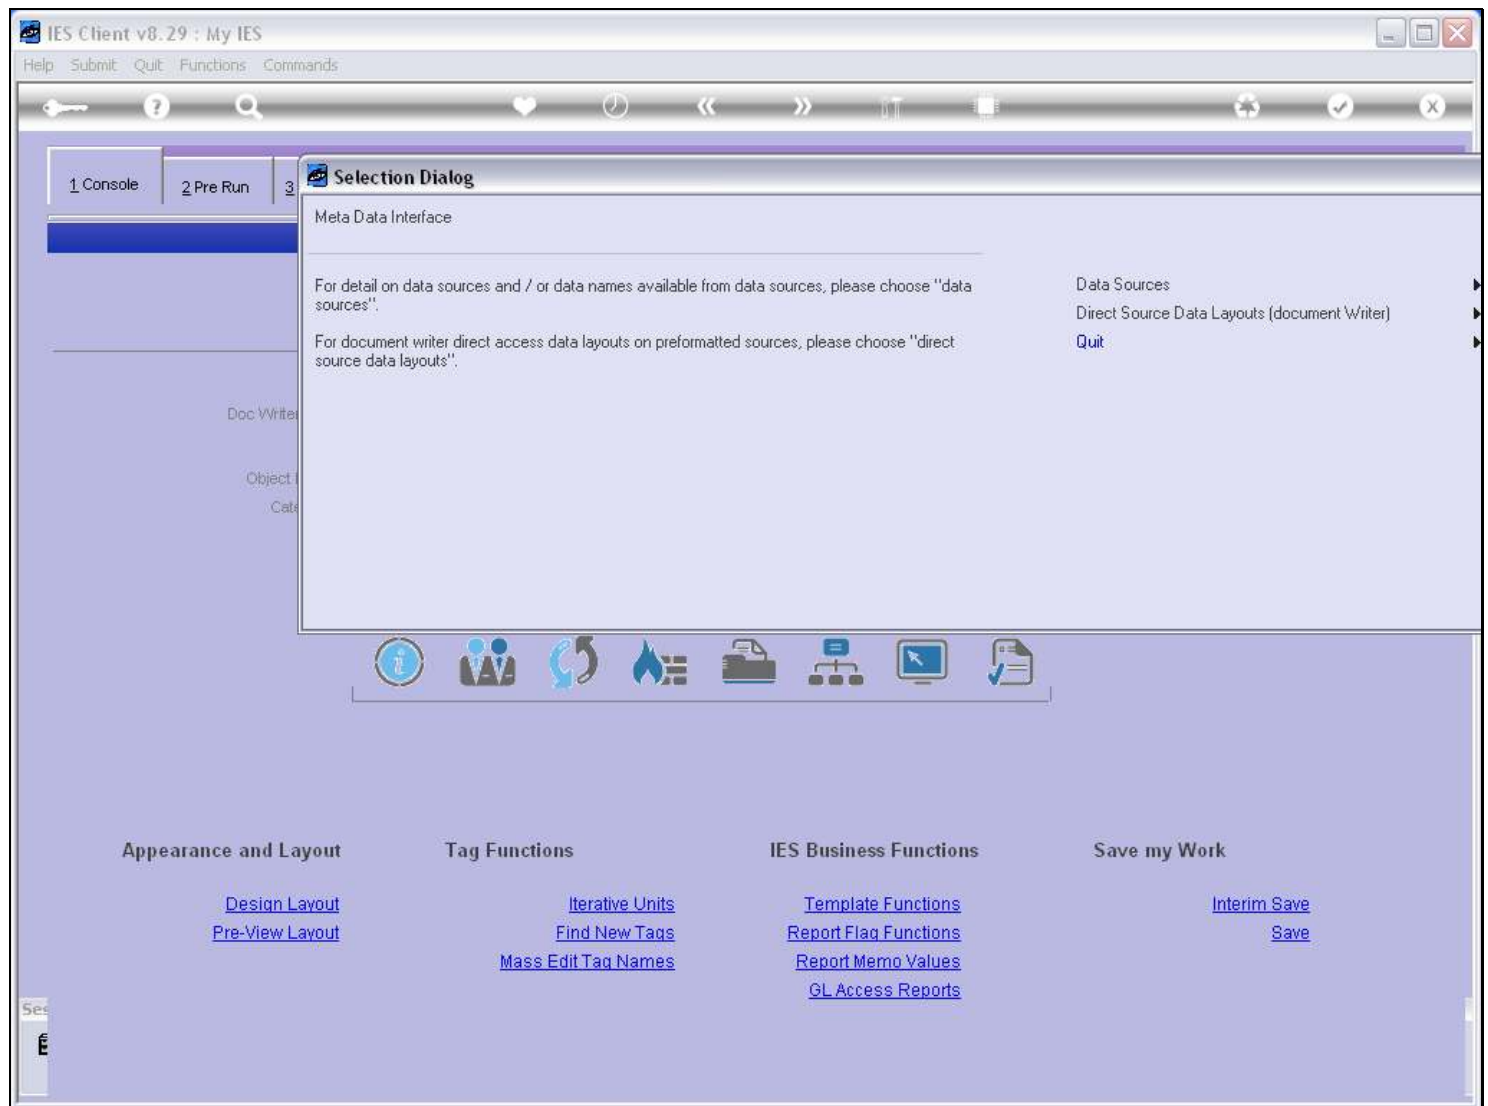 IES Client v8.29 : My IES
Help Submit Quit Functions Commands
1 Console
2 Pre Run
3
Selection Dialog
Meta Data Interface
For detail on data sources and / or data names available from data sources, please choose "data
sources".
For document writer direct access data layouts on preformatted sources, please choose "direct
source data layouts".
Data Sources
Direct Source Data Layouts (document Writer)
Quit
Doc Writer
Object
Appearance and Layout
Design Layout
Pre-View Layout
Tag Functions
Iterative Units
Find New Tags
Mass Edit Tag Names
IES Business Functions
Template Functions
Report Flag Functions
Report Memo Values
GL Access Reports
Save my Work
Interim Save
Save